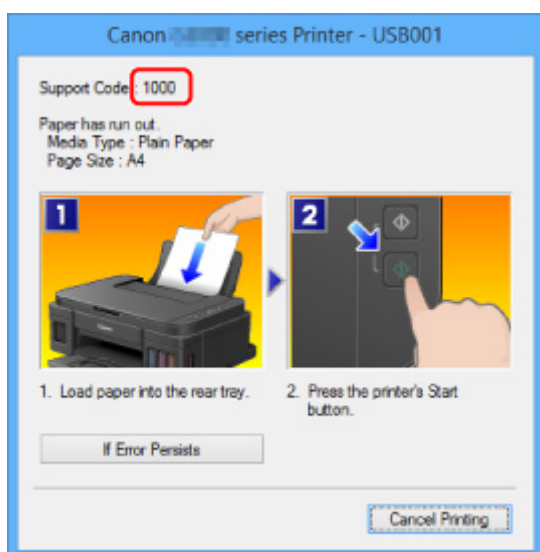 Canon series Printer - USB001
Support Code : 1000
Paper has run out.
Media Type : Plain Paper
Page Size : A4
1
2
1. Load paper into the rear tray.
2. Press the printer's Start
button.
If Error Persists
Cancel Printing